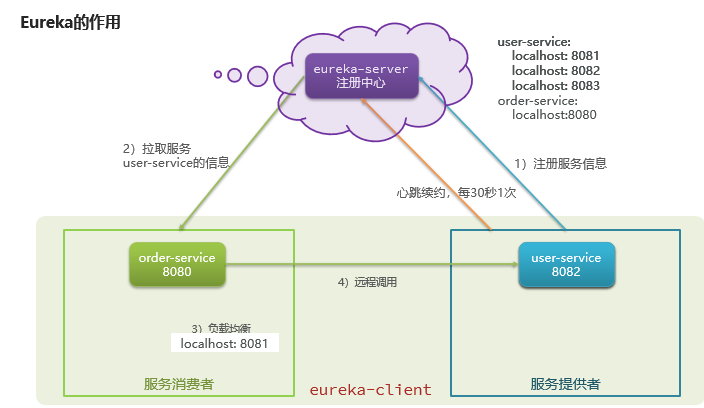 Eureka的作用
eureka-server
注册中心
user-service:
localhost: 8081
localhost: 8082
localhost: 8083
order-service:
localhost:8080
2）拉取服务
user-service的信息
1）注册服务信息
心跳续约，每30秒1次
order-service
8080
user-service
8082
4）远程调用
3）负载均衡
localhost: 8081
服务消费者
服务提供者
eureka-client